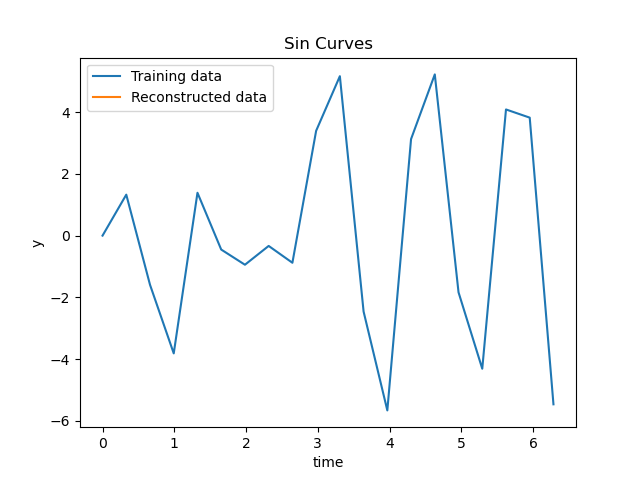 Sin Curves
Training data
Reconstructed data
4
2
0
−2
−4
−6
y
0 1 2 3 4 5 6
time